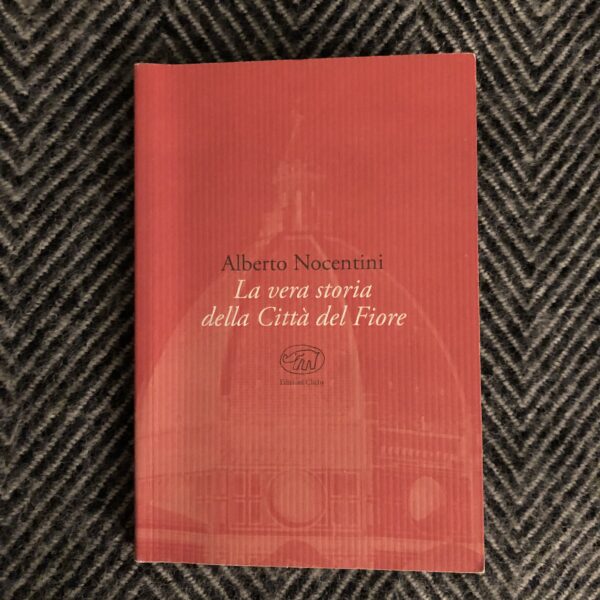 Alberto Nocentini
La vera storia
della Città del Fiore
Edizioni Clichy